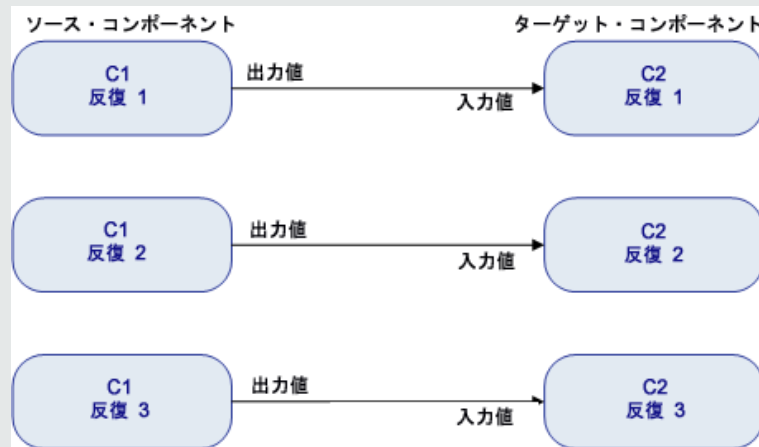 ソース・コンポーネント
ターゲット・コンポーネント
C1
反復 1
出力値
入力値
C2
反復 1
C1
反復 2
出力値
入力値
C2
反復 2
C1
反復 3
出力値
入力値
C2
反復 3